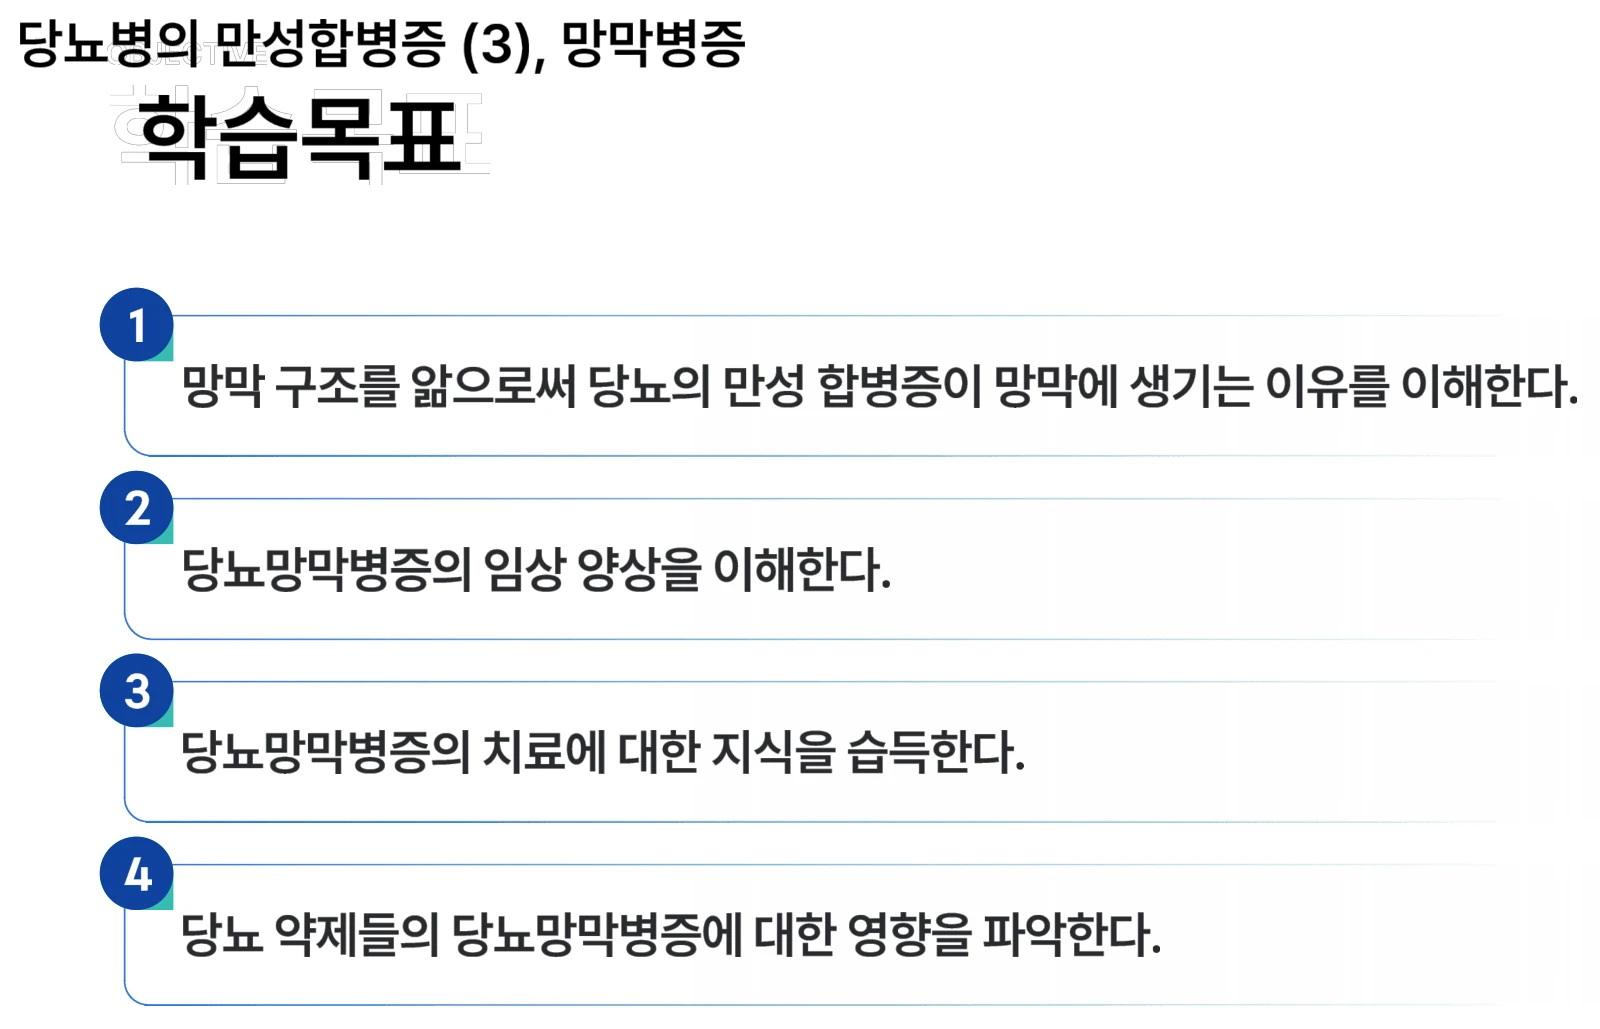 당뇨병의 만성합병증 (3), 망막병증
OBJECTIVE
학습목표
1
망막 구조를 앎으로써 당뇨의 만성 합병증이 망막에 생기는 이유를 이해한다.
2
당뇨망막병증의 임상 양상을 이해한다.
3
당뇨망막병증의 치료에 대한 지식을 습득한다.
4
당뇨 약제들의 당뇨망막병증에 대한 영향을 파악한다.